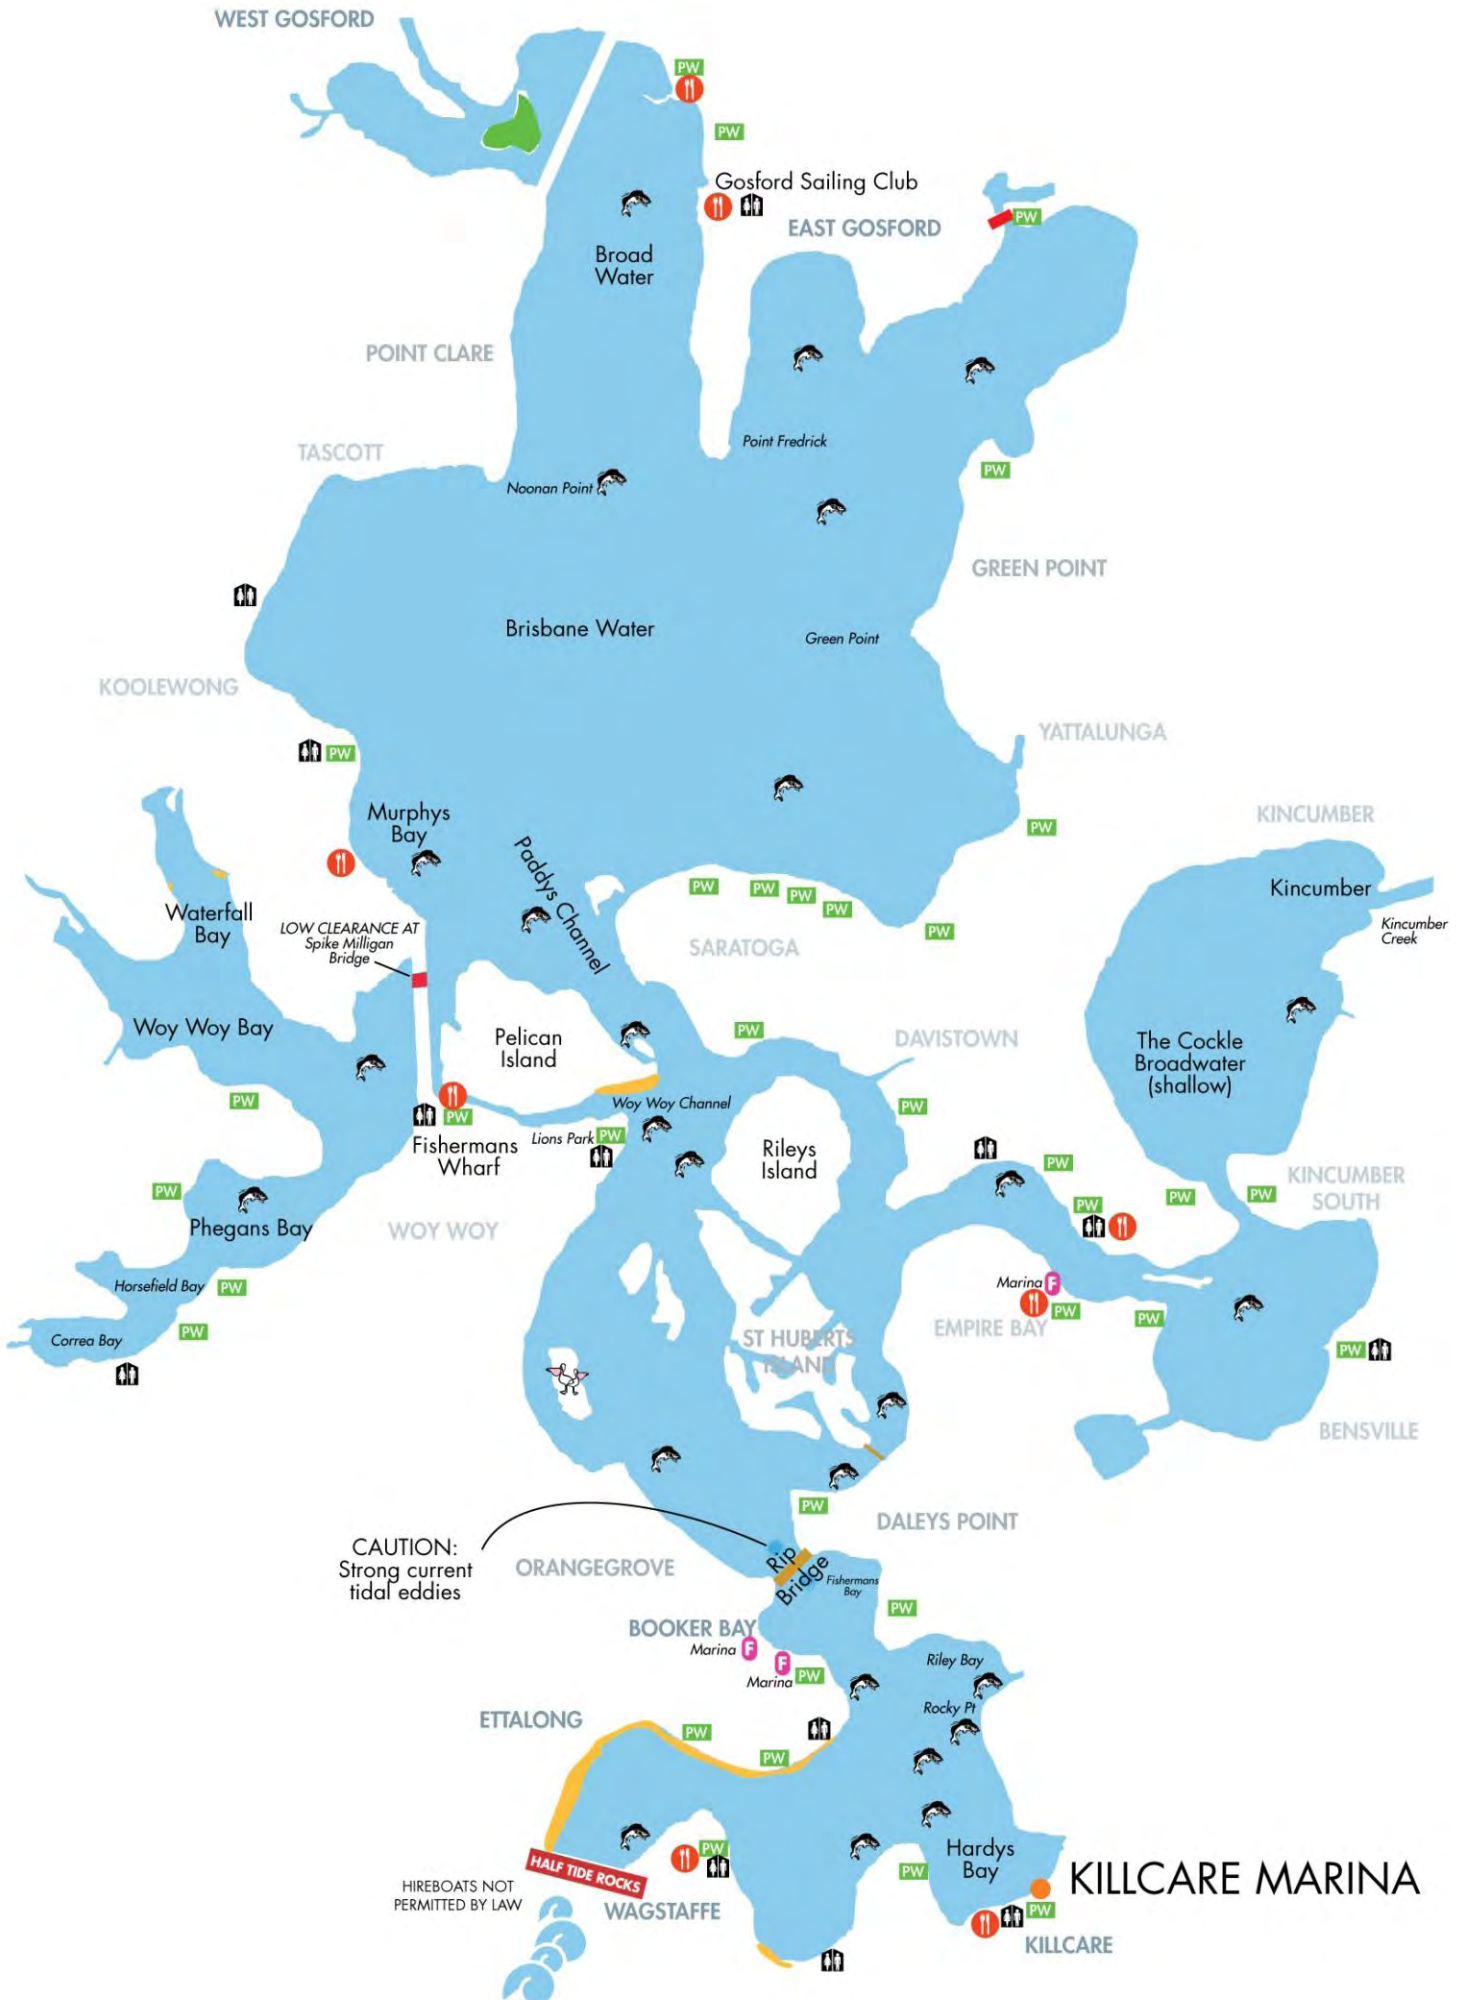 WEST GOSFORD
PW
PW
Gosford Sailing Club
EAST GOSFORD
PW
Broad
Water
POINT CLARE
Point Fredrick
TASCOTT
PW
Noonan Point
GREEN POINT
Brisbane Water
Green Point
KOOLEWONG
YATTALUNGA
PW
Murphys
Bay
KINCUMBER
PW
Paddys Channel
PW
PW
PW
PW
Kincumber
Waterfall
Bay
Kincumber
Creek
LOW CLEARANCE AT
Spike Milligan
Bridge
PW
SARATOGA
Woy Woy Bay
PW
Pelican
Island
DAVISTOWN
The Cockle
Broadwater
(shallow)
PW
Woy Woy Channel
PW
PW
Fishermans
Wharf
Lions Park
PW
Rileys
Island
PW
PW
PW
PW
KINCUMBER
SOUTH
PW
Phegans Bay
WOY WOY
Horsefield Bay
PW
Marina
F
PW
PW
Correa Bay
PW
EMPIRE BAY
ST HUBERTS
ISLAND
PW
BENSVILLE
PW
DALEYS POINT
CAUTION:
Strong current
tidal eddies
ORANGEGROVE
Rip
Bridge
Fishermans
Bay
PW
BOOKER BAY
Marina
F
F
Marina
PW
Riley Bay
Rocky Pt
ETTALONG
PW
PW
PW
Hardys
Bay
HALF TIDE ROCKS
PW
KILLCARE MARINA
HIREBOATS NOT
PERMITTED BY LAW
WAGSTAFFE
PW
KILLCARE